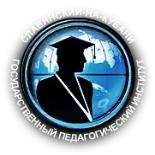 СЛАВЯНСКИЙ-НА-КУБАНИ
ГОСУДАРСТВЕННЫЙ ПЕДАГОГИЧЕСКИЙ ИНСТИТУТ